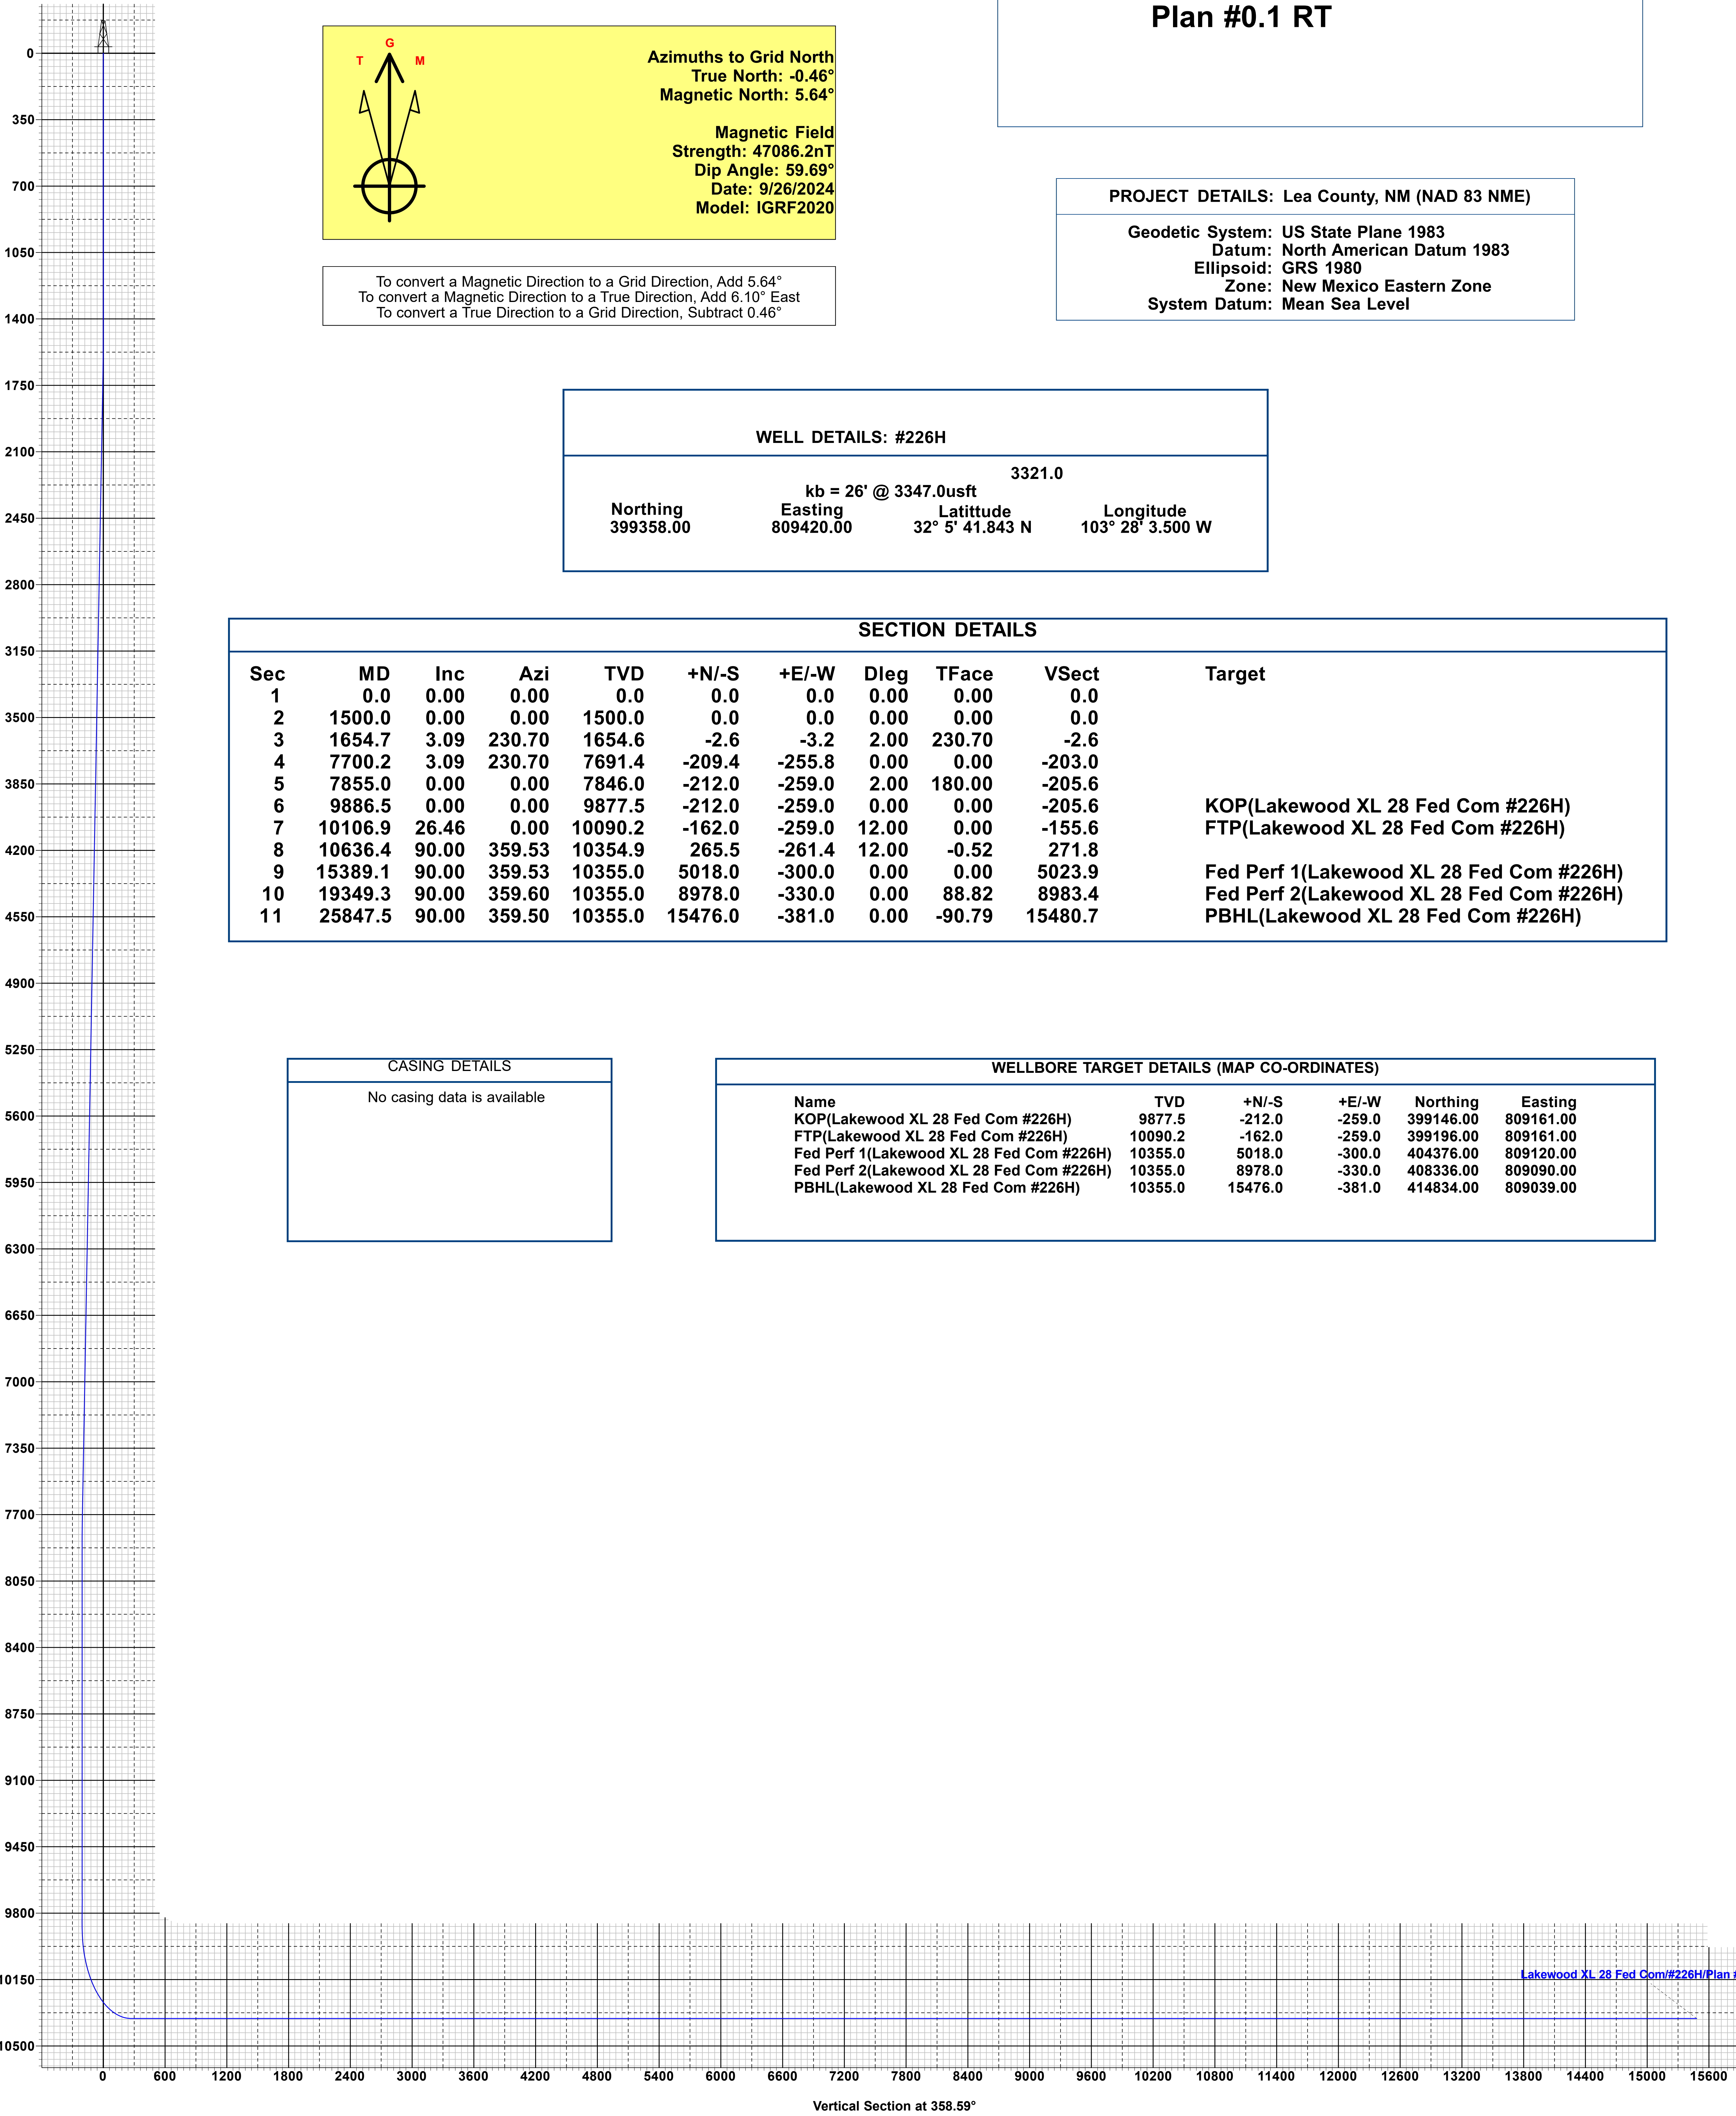 Plan #0.1 RT
G
T M
Azimuths to Grid North
True North: -0.46°
Magnetic North: 5.64°
Magnetic Field
Strength: 47086.2nT
Dip Angle: 59.69°
Date: 9/26/2024
Model: IGRF2020
To convert a Magnetic Direction to a Grid Direction, Add 5.64°
To convert a Magnetic Direction to a True Direction, Add 6.10° East
To convert a True Direction to a Grid Direction, Subtract 0.46°
PROJECT DETAILS: Lea County, NM (NAD 83 NME)
Geodetic System: US State Plane 1983
Datum: North American Datum 1983
Ellipsoid: GRS 1980
Zone: New Mexico Eastern Zone
System Datum: Mean Sea Level
WELL DETAILS: #226H
3321.0
kb = 26' @ 3347.0usft
Northing Easting Latittude Longitude
399358.00 809420.00 32° 5' 41.843 N 103° 28' 3.500 W
SECTION DETAILS
Sec MD Inc Azi TVD +N/-S +E/-W Dleg TFace VSect Target
1 0.0 0.00 0.00 0.0 0.0 0.0 0.00 0.00 0.0
2 1500.0 0.00 0.00 1500.0 0.0 0.0 0.00 0.00 0.0
3 1654.7 3.09 230.70 1654.6 -2.6 -3.2 2.00 230.70 -2.6
4 7700.2 3.09 230.70 7691.4 -209.4 -255.8 0.00 0.00 -203.0
5 7855.0 0.00 0.00 7846.0 -212.0 -259.0 2.00 180.00 -205.6
6 9886.5 0.00 0.00 9877.5 -212.0 -259.0 0.00 0.00 -205.6 KOP(Lakewood XL 28 Fed Com #226H)
7 10106.9 26.46 0.00 10090.2 -162.0 -259.0 12.00 0.00 -155.6 FTP(Lakewood XL 28 Fed Com #226H)
8 10636.4 90.00 359.53 10354.9 265.5 -261.4 12.00 -0.52 271.8
9 15389.1 90.00 359.53 10355.0 5018.0 -300.0 0.00 0.00 5023.9 Fed Perf 1(Lakewood XL 28 Fed Com #226H)
10 19349.3 90.00 359.60 10355.0 8978.0 -330.0 0.00 88.82 8983.4 Fed Perf 2(Lakewood XL 28 Fed Com #226H)
11 25847.5 90.00 359.50 10355.0 15476.0 -381.0 0.00 -90.79 15480.7 PBHL(Lakewood XL 28 Fed Com #226H)
CASING DETAILS
No casing data is available
WELLBORE TARGET DETAILS (MAP CO-ORDINATES)
Name TVD +N/-S +E/-W Northing Easting
KOP(Lakewood XL 28 Fed Com #226H) 9877.5 -212.0 -259.0 399146.00 809161.00
FTP(Lakewood XL 28 Fed Com #226H) 10090.2 -162.0 -259.0 399196.00 809161.00
Fed Perf 1(Lakewood XL 28 Fed Com #226H) 10355.0 5018.0 -300.0 404376.00 809120.00
Fed Perf 2(Lakewood XL 28 Fed Com #226H) 10355.0 8978.0 -330.0 408336.00 809090.00
PBHL(Lakewood XL 28 Fed Com #226H) 10355.0 15476.0 -381.0 414834.00 809039.00
0
350
700
1050
1400
1750
2100
2450
2800
3150
3500
3850
4200
4550
4900
5250
5600
5950
6300
6650
7000
7350
7700
8050
8400
8750
9100
9450
9800
10150
10500
Lakewood XL 28 Fed Com/#226H/Plan #
0 600 1200 1800 2400 3000 3600 4200 4800 5400 6000 6600 7200 7800 8400 9000 9600 10200 10800 11400 12000 12600 13200 13800 14400 15000 15600
Vertical Section at 358.59°